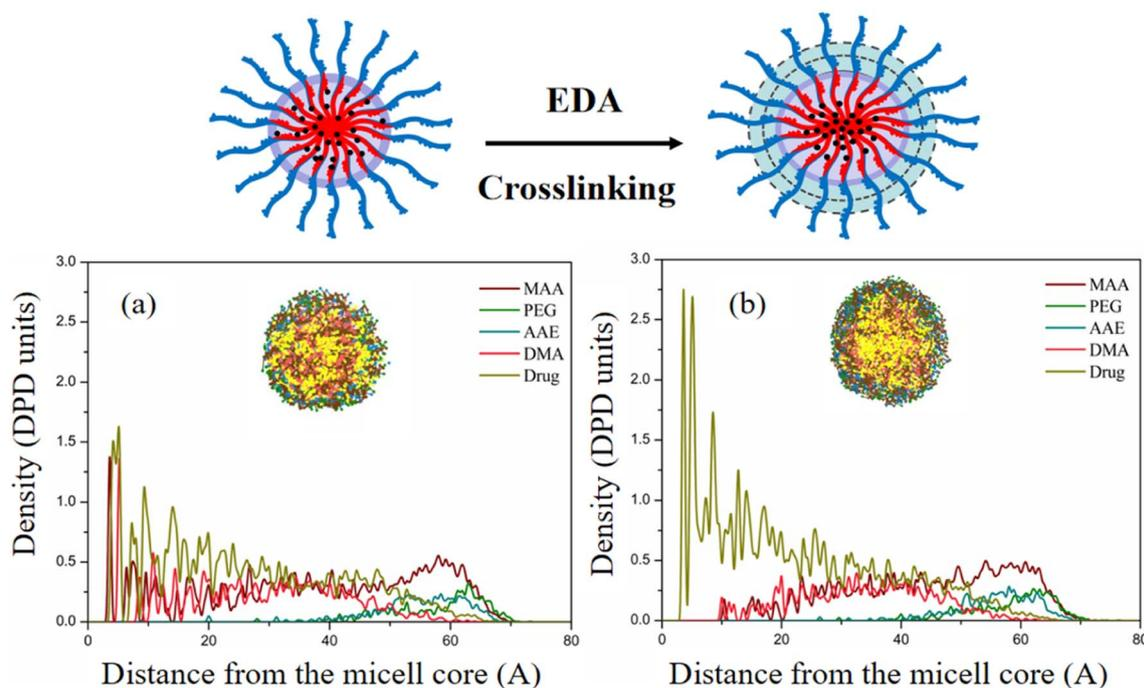 EDA
Crosslinking
(a)
Density (DPD units)
3.0
2.5
2.0
1.5
1.0
0.5
0.0
MAA
PEG
AAE
DMA
Drug
0 20 40 60 80
Distance from the micell core (A)
(b)
Density (DPD units)
3.0
2.5
2.0
1.5
1.0
0.5
0.0
MAA
PEG
AAE
DMA
Drug
0 20 40 60 80
Distance from the micell core (A)